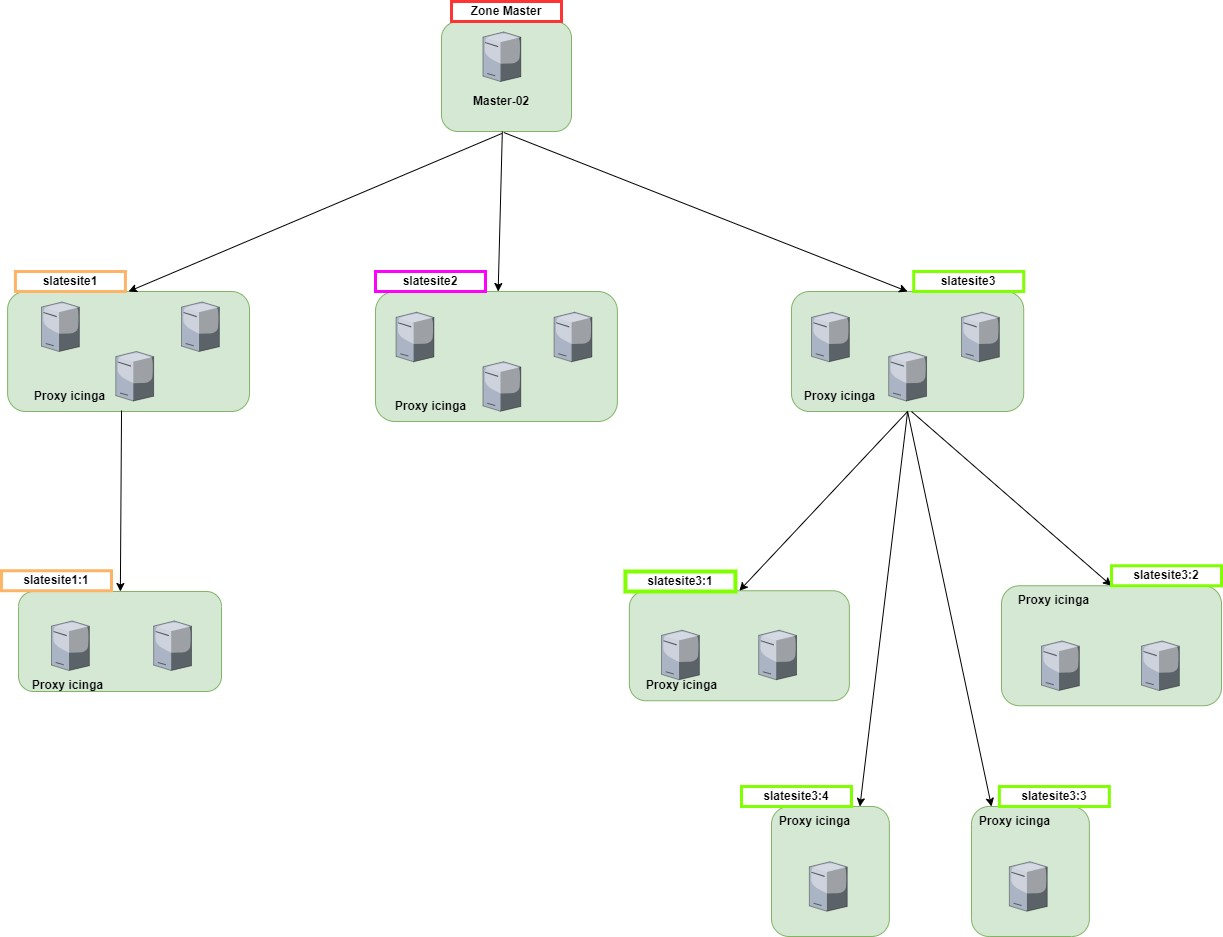 Zone Master
Master-02
slatesite1
slatesite2
slatesite3
Proxy icinga
Proxy icinga
Proxy icinga
slatesite1:1
slatesite3:1
slatesite3:2
Proxy icinga
Proxy icinga
Proxy icinga
slatesite3:4
slatesite3:3
Proxy icinga
Proxy icinga